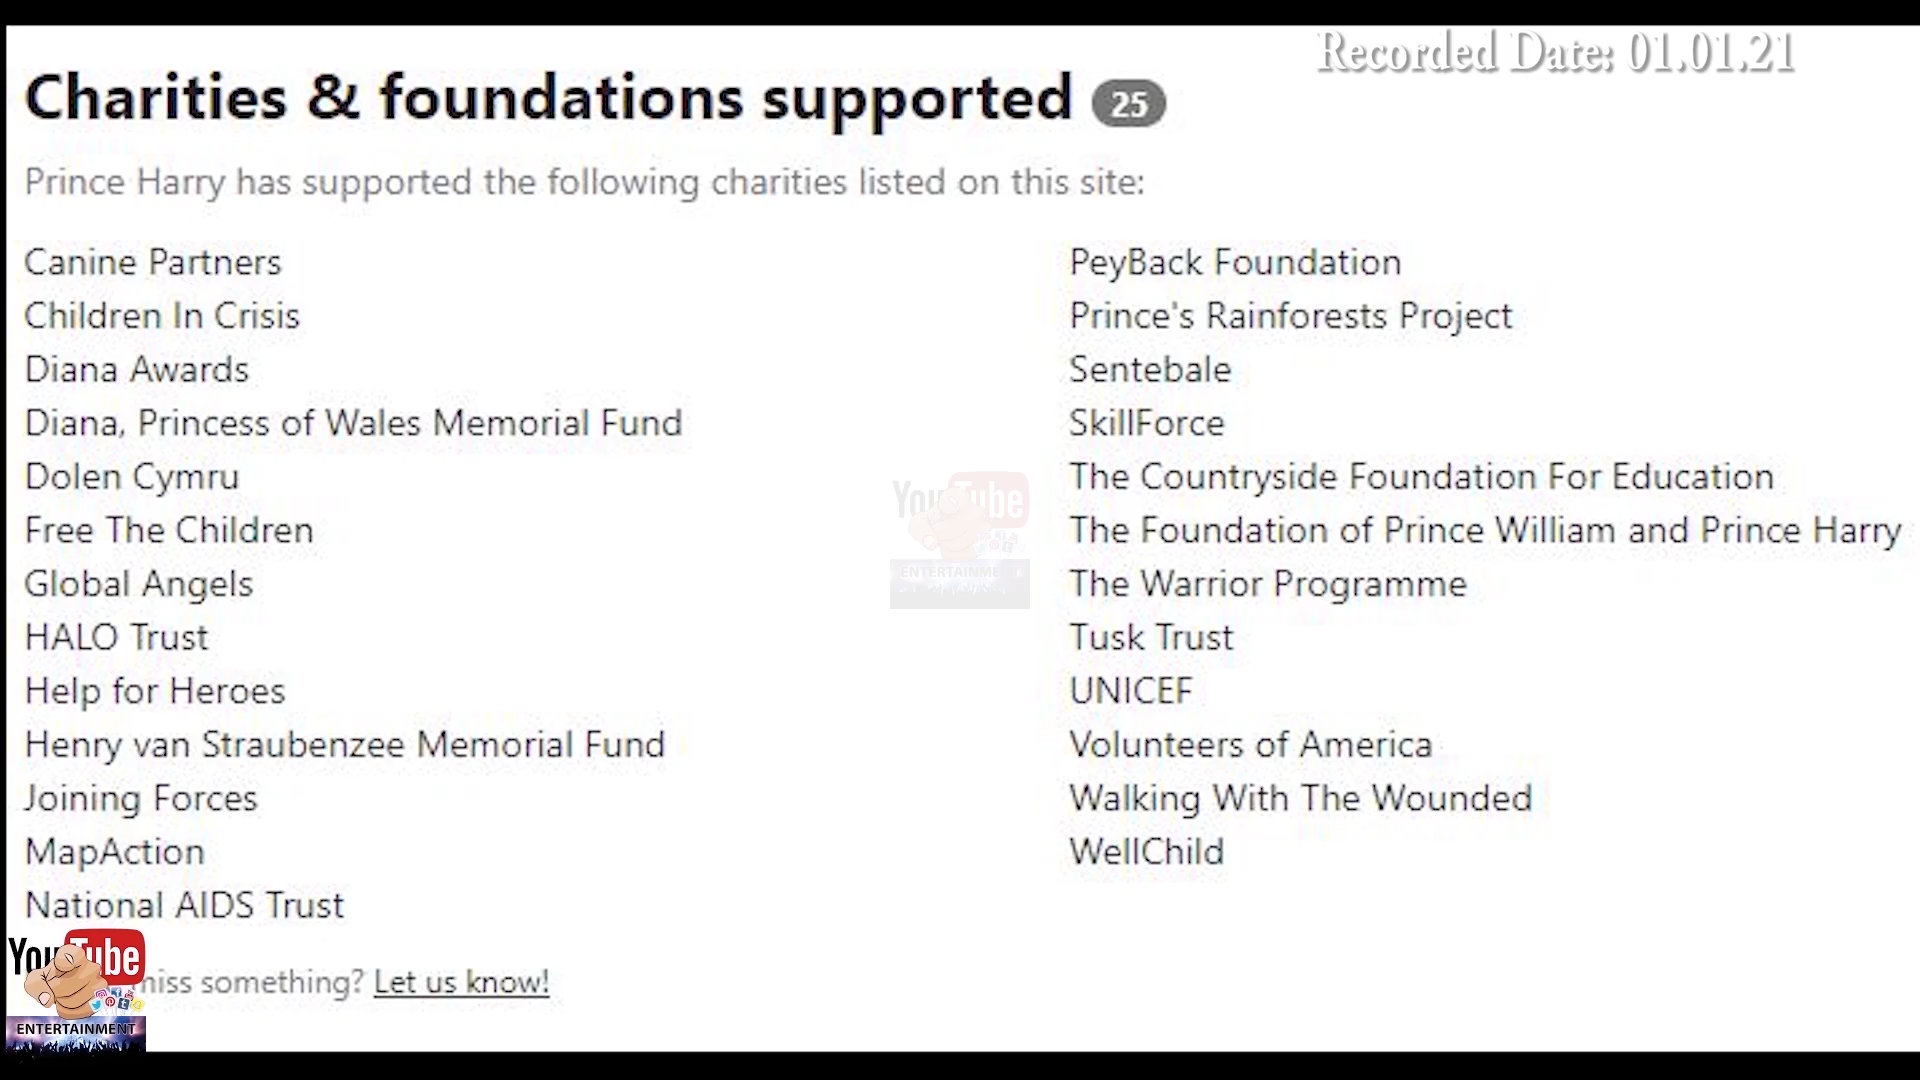 Recorded Date: 01.01.21
Charities & foundations supported 25
Prince Harry has supported the following charities listed on this site:
Canine Partners
Children In Crisis
Diana Awards
Diana, Princess of Wales Memorial Fund
Dolen Cymru
Free The Children
Global Angels
HALO Trust
Help for Heroes
Henry van Straubenzee Memorial Fund
Joining Forces
MapAction
National AIDS Trust
PeyBack Foundation
Prince's Rainforests Project
Sentebale
SkillForce
The Countryside Foundation For Education
The Foundation of Prince William and Prince Harry
The Warrior Programme
Tusk Trust
UNICEF
Volunteers of America
Walking With The Wounded
WellChild
something? Let us know!
YouTube
ENTERTAINMENT
YouTube
ENTERTAINMENT